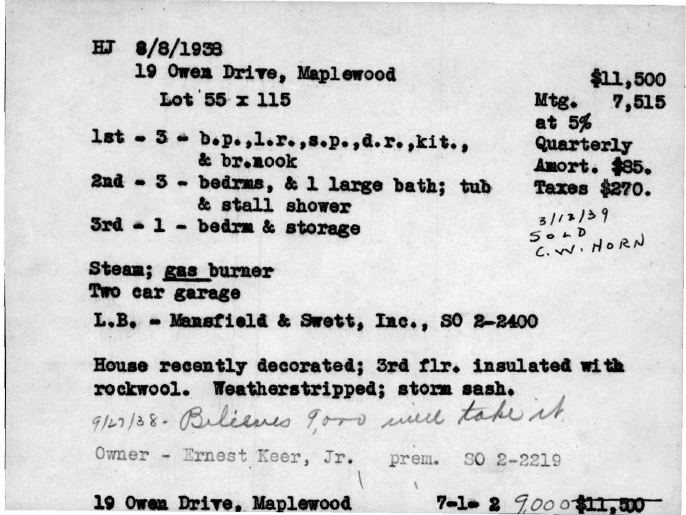 HJ 8/8/1938
19 Owen Drive, Maplewood $11,500
Lot 55 x 115 Mtg. 7,515
at 5%
1st - 3 - b.p.,l.r.,s.p.,d.r.,kit., Quarterly
& br.nook Amort. $85.
2nd - 3 - bedrms, & 1 large bath; tub Taxes $270.
& stall shower 3/12/39
3rd - 1 - bedrm & storage SOLD
C.W. HORN
Steam; gas burner
Two car garage
L.B. - Mansfield & Swett, Inc., SO 2-2400
House recently decorated; 3rd flr. insulated with
rockwool. Weatherstripped; storm sash.
9/27/38 - Believes 9,000 will take it.
Owner - Ernest Keer, Jr. prem. SO 2-2219
19 Owen Drive, Maplewood 7-1- 2 9,000 $11,500